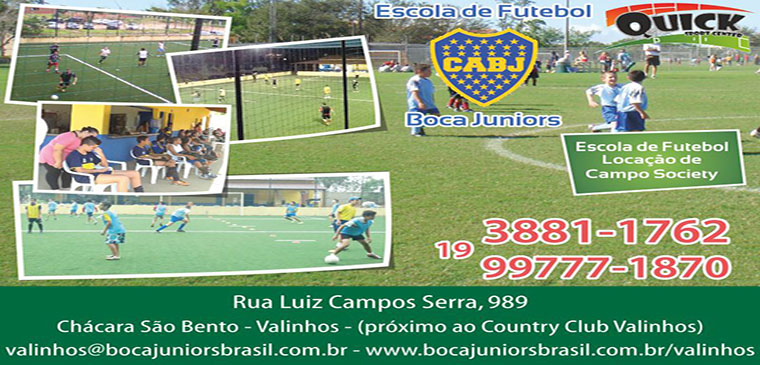 Escola de Futebol
QUICK
SPORT CENTER
CABJ
Boca Juniors
Escola de Futebol
Locação de
Campo Society
19 3881-1762
99777-1870
Rua Luiz Campos Serra, 989
Chácara São Bento - Valinhos - (próximo ao Country Club Valinhos)
valinhos@bocajuniorsbrasil.com.br - www.bocajuniorsbrasil.com.br/valinhos